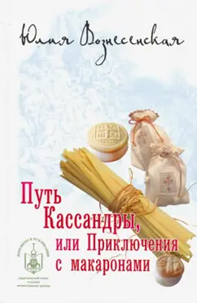 Юлия Вознесенская
Путь
Кассандры,
или Приключения
с макаронами